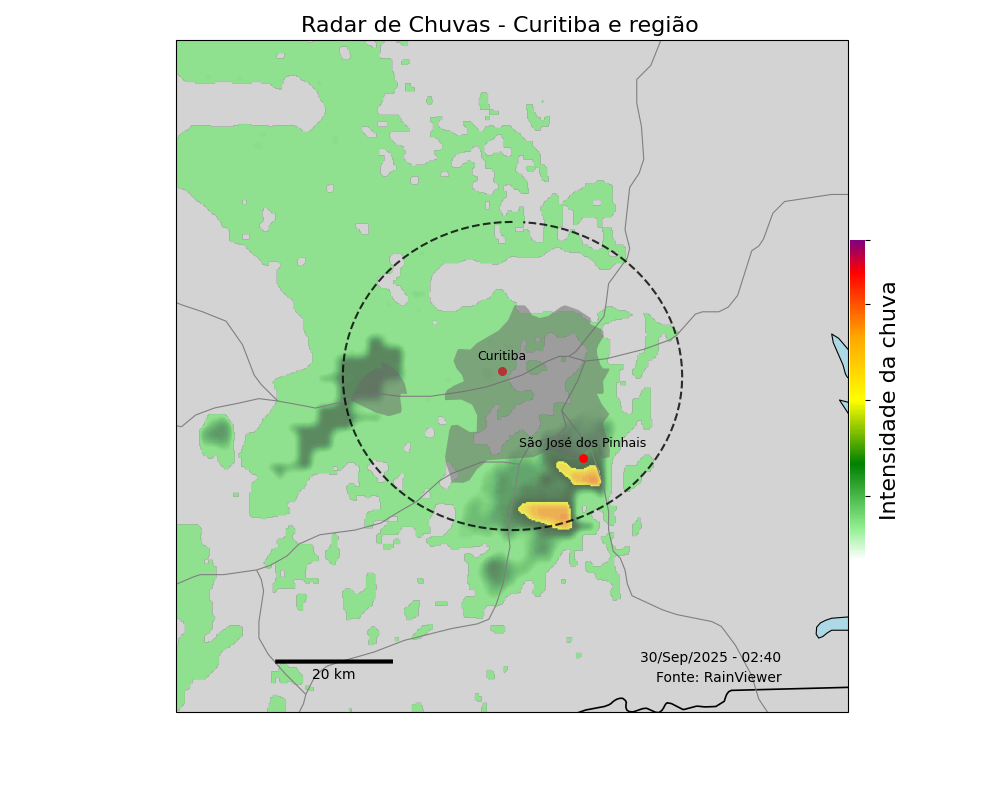 Radar de Chuvas - Curitiba e região
Curitiba
São José dos Pinhais
Intensidade da chuva
30/Sep/2025 - 02:40
Fonte: RainViewer
20 km